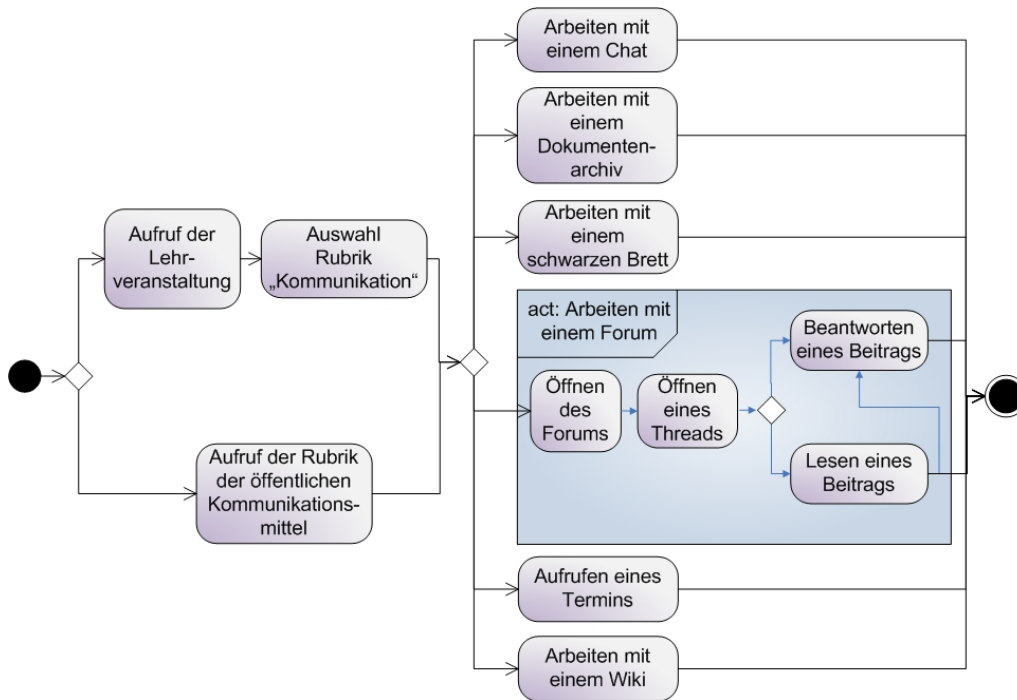 Arbeiten mit
einem Chat
Arbeiten mit
einem
Dokumenten-
archiv
Arbeiten mit
einem
schwarzen Brett
Aufruf der
Lehr-
veranstaltung
Auswahl
Rubrik
„Kommunikation“
act: Arbeiten mit
einem Forum
Beantworten
eines Beitrags
Öffnen
des
Forums
Öffnen
eines
Threads
Lesen eines
Beitrags
Aufruf der Rubrik
der öffentlichen
Kommunikations-
mittel
Aufrufen eines
Termins
Arbeiten mit
einem Wiki